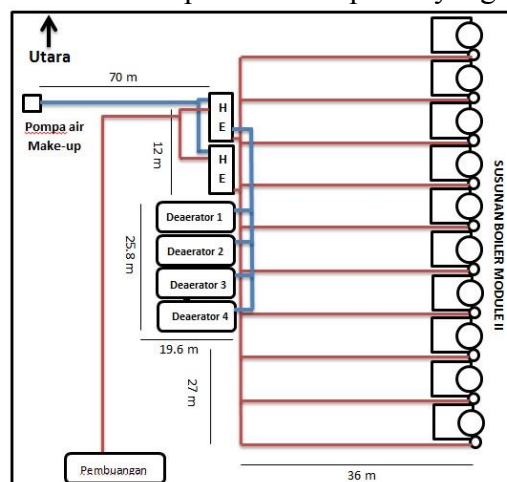 Utara
70 m
Pompa air
Make-up
H
E
H
E
12 m
Deaerator 1
Deaerator 2
Deaerator 3
Deaerator 4
25.8 m
19.6 m
27 m
Pembuangan
36 m
SUSUNAN BOILER MODULE II